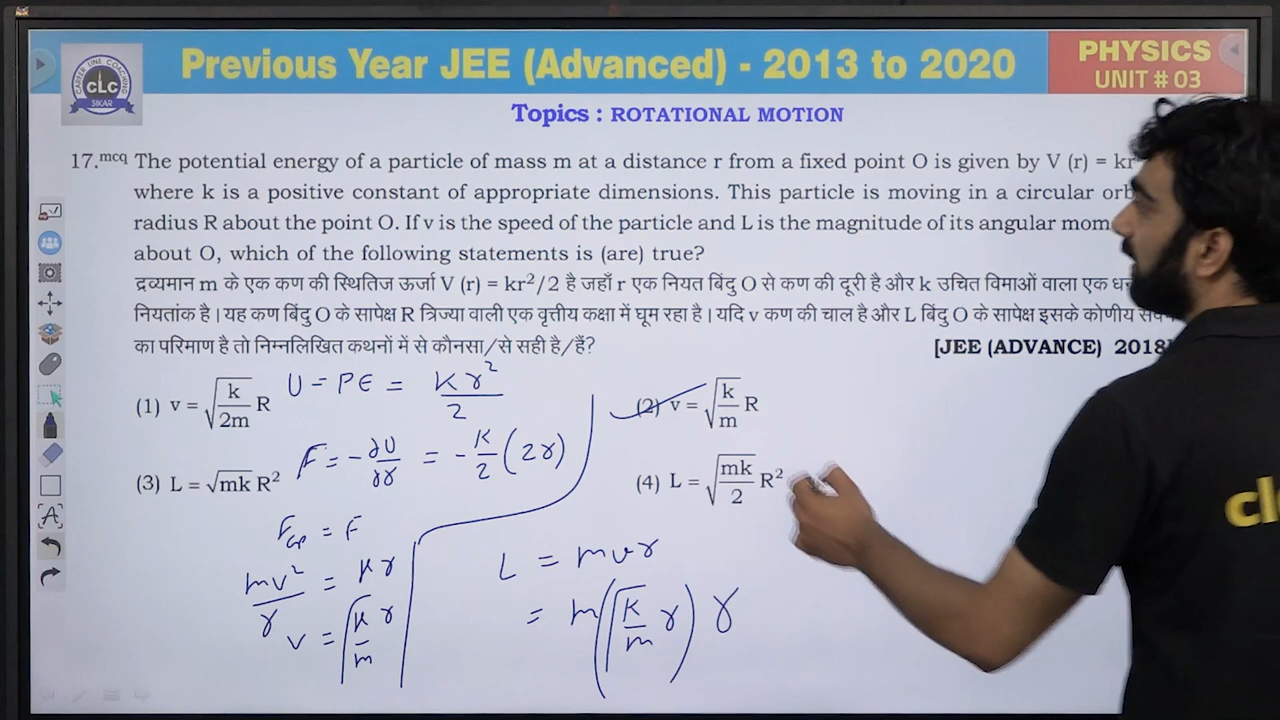 Previous Year JEE (Advanced) - 2013 to 2020
PHYSICS
UNIT # 03
CAREER LINE COACHING
CLC
SIKAR
Topics : ROTATIONAL MOTION
17.mcq The potential energy of a particle of mass m at a distance r from a fixed point O is given by V (r) = kr
where k is a positive constant of appropriate dimensions. This particle is moving in a circular orb
radius R about the point O. If v is the speed of the particle and L is the magnitude of its angular mom
about O, which of the following statements is (are) true?
द्रव्यमान m के एक कण की स्थितिज ऊर्जा V (r) = kr²/2 है जहाँ r एक नियत बिंदु O से कण की दूरी है और k उचित विमाओं वाला एक
नियतांक है। यह कण बिंदु O के सापेक्ष R त्रिज्या वाली एक वृत्तीय कक्षा में घूम रहा है। यदि v कण की चाल है और L बिंदु O के सापेक्ष इसके कोणीय
का परिमाण है तो निम्नलिखित कथनों में से कौनसा/से सही है/हैं?
[JEE (ADVANCE) 2018]
(1) v = √(k/2m) R
U = PE = kr²/2
(2) v = √(k/m) R
F = -∂U/∂r = -k/2 (2r)
(3) L = √mk R²
(4) L = √(mk/2) R²
Fcp = F
mv²/r = kr
v = √(k/m) r
L = mvr
= m(√(k/m) r) r
cl